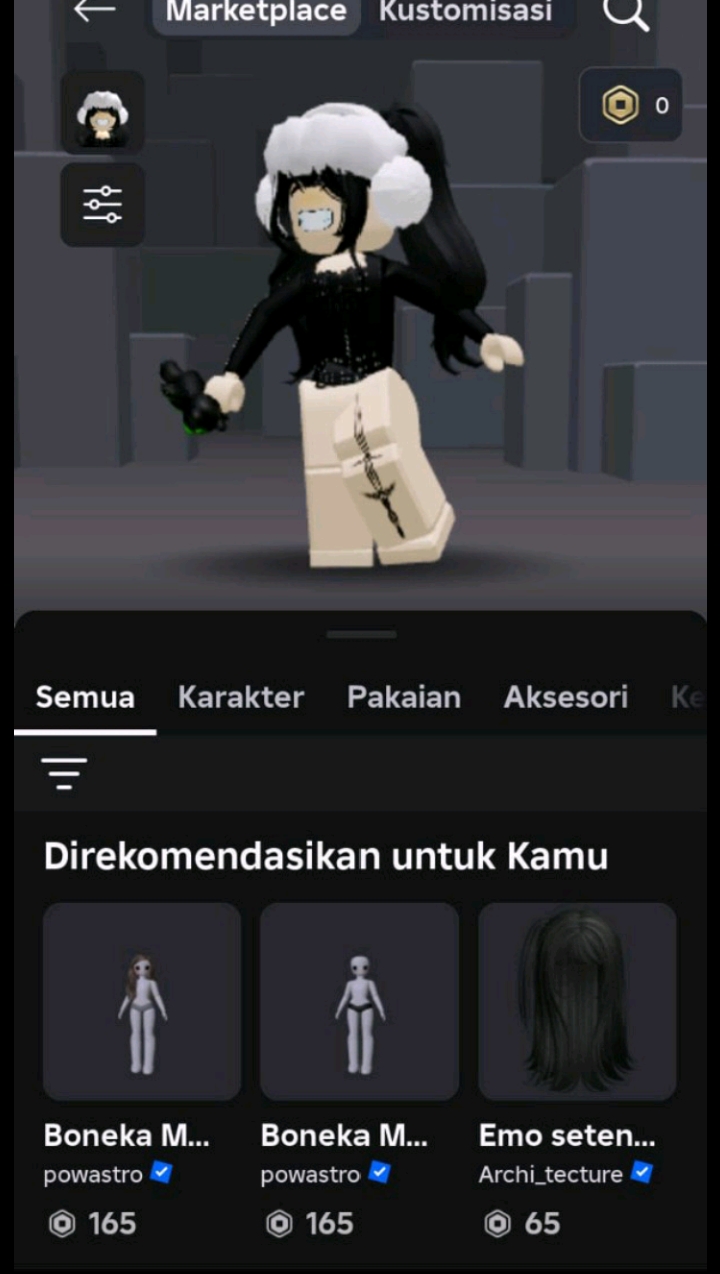 Marketplace Kustomisasi
0
Semua Karakter Pakaian Aksesori Ke
Direkomendasikan untuk Kamu
Boneka M... Boneka M... Emo seten...
powastro powastro Archi_tecture
165 165 65